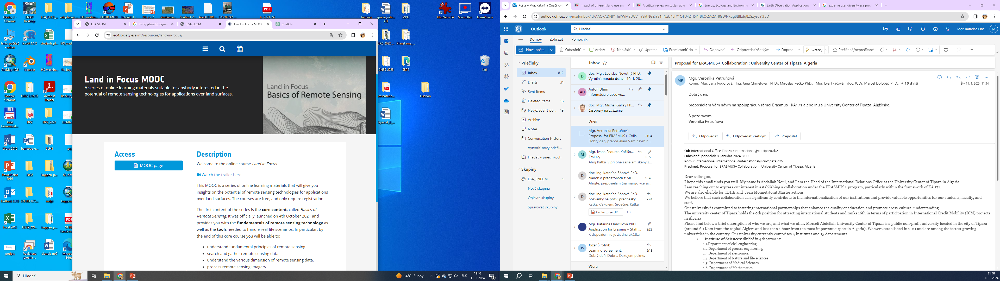 ESA SEOM
living planet program
ESA SEOM
Land in Focus MOOC
ChatGPT
eo4society.esa.int/resources/land-in-focus/
Land in Focus MOOC
A series of online learning materials suitable for anybody interested in the
potential of remote sensing technologies for applications over land surfaces.
Land in Focus
Basics of Remote Sensing
Access
MOOC page
Description
Welcome to the online course Land in Focus.
Watch the trailer here.
This MOOC is a series of online learning materials that will give you
insights on the potential of remote sensing technologies for applications
over land surfaces. The courses are free, and only require registration.
The first content of the series is the core content, called Basics of
Remote Sensing. It was officially launched on 4th October 2021 and
provides you with the fundamentals of remote sensing technology as
well as the tools needed to handle real-life scenarios. In particular, by
the end of this core course you will be able to:
understand fundamental principles of remote sensing.
search and gather remote sensing data.
understand the various dimension of remote sensing data.
process remote sensing imagery.
Osoba 1 - Chrome
SNAP Desktop
Tento počítač - odkaz
ArcMap 10.8
blender
Google Chrome
QGIS 3.16.13
Acrobat Reader
Total Command...
DPZ
DPZ_2022
Word 2016
bankove-u...
LLHS
.prj
PowerPoint 2016
2022
koppen_p...
Outlook 2016
mdpi
Excel 2016
EFOP_OS...
koppen_p...
podpis
Vzdialena plocha ...
clanok_no2
Microsoft Edge
Training
sprava_zahr... (1)
MPG
DPZ_2022_...
Planetarna_...
GNSS_2023
SBP2
Lisabon
Zapocet_B_...
tc-2021-74
IrfanView 64
ScreenRec
TeamViewer
Kôš
Hľadať
-4°C Sunny
SLK
11:40
11. 1. 2024
Pošta – Mgr. Katarína Onačillov
Impact of different land use an
A critical review on sustainable
Energy, Ecology and Environme
Earth Observation Applications
extreme user diversity esa prov
outlook.office.com/mail/inbox/id/AAQkADNlYThiYWM2LWVmYzktNGZlYS1hNzU4LTY1OTU4ZTI5YTBkOQAQAH0sWNkqg8tBkdq8ZSZysqY%3D
Outlook
Hľadať
Mgr. Katarína Ona...
Domov
Zobraziť
Pomocník
Nová pošta
Odstrániť
Archív
Nahlásiť
Upratať
Premiestniť do
Odpoveď
Odpovedať všetkým
Dopredu
Skratky
Prečítané/neprečítané
Priečinky
Inbox 812
Drafts 31
Sent Items
Deleted Items 16
Nevyžiadaná po... 19
Archive
Notes
Conversation History
Vytvoriť nový prieči...
Hľadať v priečinkoch
Skupiny
ESA_ENEUM 1
Nová skupina
Objavte skupiny
Spravovať skupiny
Inbox
doc. Mgr. Ladislav Novotný PhD.
Výročná porada ústavu 10. 1. 20...
Anton Uhrin
Informácia o absolvo...
doc. Mgr. Michal Gallay Ph...
časopisy na zváženie
Dnes
Mgr. Veronika Petruňová
Proposal for ERASMUS+ Colla... 11:34
Dobrý deň, preposielam Vám návrh n...
Mgr. Ivana Fedurco Kočišo...
Zmluvy 10:50
Ahoj Katka, v prílohe zasielam skeny z...
doc. Ing. Katarína Bónová PhD.
clanok o predatoroch z MDPI ... 10:40
Ahojte, preposielam (na margo vceraj...
doc. Ing. Katarína Bónová PhD.
pozvanky na pozv. prednasky 9:41
Katka, ďakujem. Srdečne, Katka
Cagliari_flyer_IR... +3
Mgr. Katarína Onačillová PhD.
Application for Erasmus+ Staff ... 9:23
K dispozícii nie je žiadna ukážka.
Jozef Širotník
Learning agreement. 9:18
Dobrý deň, Dobre. Ďakujem pekne.
Včera
Proposal for ERASMUS+ Collaboration : University Center of Tipaza, Algeria
MP
Mgr. Veronika Petruňová
Komu: Mgr. Jana Fodorová; Ing. Jana Chmelová; PhDr. Miroslav Fečko PhD.; Mgr. Eva Tkáčová; doc. JUDr. Marcel Dolobáč PhD.; + 10 ďalší
Štv 11. 1. 2024 11:34
Dobrý deň,
preposielam Vám návrh na spoluprácu v rámci Erasmus+ KA171 alebo inú s University Center of Tipaza, Algžírsko.
S pozdravom
Veronika Petruňová
Odpovedať
Odpovedať všetkým
Preposlať
Od: International Office Tipaza <international@cu-tipaza.dz>
Odoslané: pondelok 8. januára 2024 8:00
Komu: international international <international@cu-tipaza.dz>
Predmet: Proposal for ERASMUS+ Collaboration : University Center of Tipaza, Algeria
Dear colleague,
I hope this email finds you well. My name is Abdallah Noui, and I am the Head of the International Relations Office at the University Center of Tipaza in Algeria.
I am reaching out to express our interest in establishing a collaboration under the ERASMUS+ program, particularly within the framework of KA 171.
We are also eligible for CBHE and Jean Monnet Joint Master actions
We believe that such collaboration can significantly contribute to the internationalization of our institutions and provide valuable opportunities for our students, faculty, and
staff.
Our university is committed to fostering international partnerships that enhance the quality of education and promote cross-cultural understanding.
The university center of Tipaza holds the 9th position for attracting international students and ranks 16th in terms of participation in International Credit Mobility (ICM) projects
in Algeria
Please find below a brief description of who we are, and what we offer. Morseli Abdellah University Center of Tipaza is a public non-profit university located in the city of Tipaza
(around 60 Kom from the capital Algiers and less than 1 hour from the most important airport in Algeria). We were established in 2011 and are among the fastest growing
universities in the country. Our university currently comprises 5 Institutes and 15 departments.
1. Institute of Sciences: divided in 4 departments
1.1.Department of civil engineering,
1.2.Department of process engineering,
1.3.Department of electronics,
1.4.Department of Nature and life sciences
1.5; Department of Medical Sciences
1.6. Department of Mathematics
11:40
11. 1. 2024